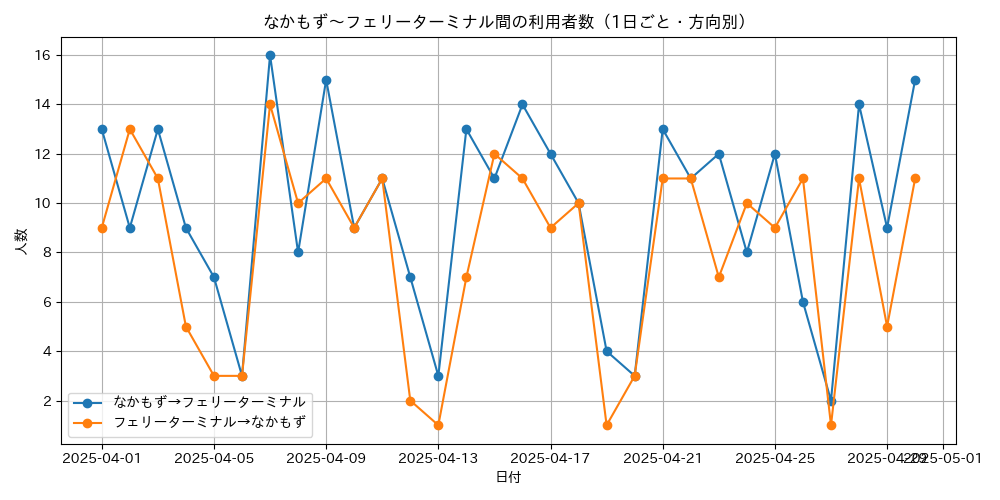 なかもず～フェリーターミナル間の利用者数（1日ごと・方向別）
人数
16
14
12
10
8
6
4
2
なかもず→フェリーターミナル
フェリーターミナル→なかもず
2025-04-01 2025-04-05 2025-04-09 2025-04-13 2025-04-17 2025-04-21 2025-04-25 2025-04-29 2025-05-01
日付